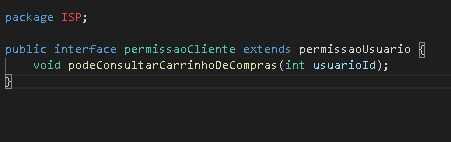 package ISP;
public interface permissaoCliente extends permissaoUsuario {
void podeConsultarCarrinhoDeCompras(int usuarioId);
}